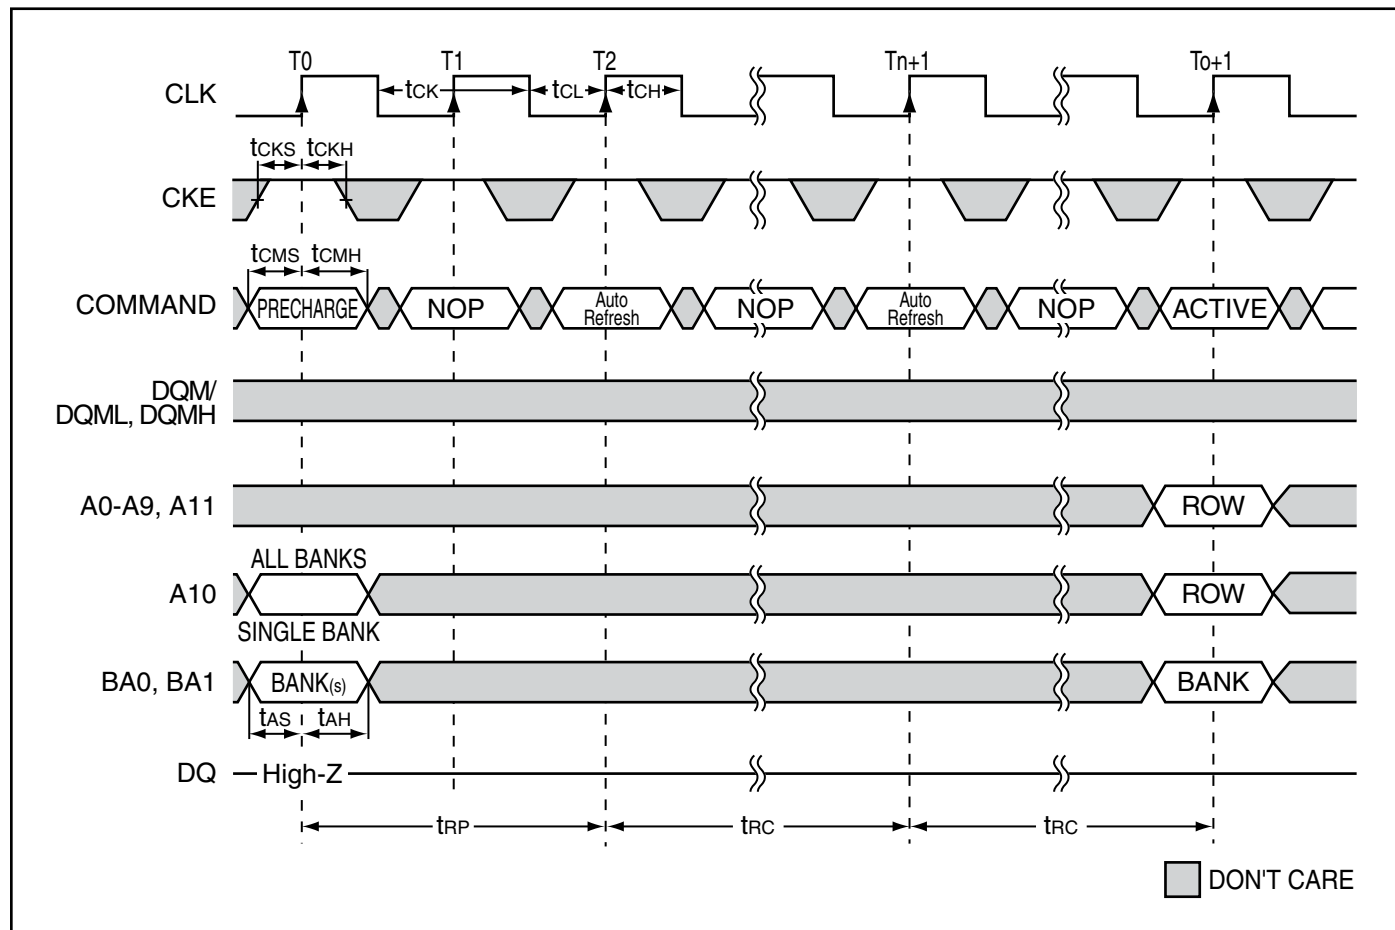 T0 T1 T2 Tn+1 To+1
CLK tCK tCL tCH
tCKS tCKH
CKE
tCMS tCMH
COMMAND PRECHARGE NOP Auto Refresh NOP Auto Refresh NOP ACTIVE
DQM/
DQML, DQMH
A0-A9, A11 ROW
ALL BANKS
A10 ROW
SINGLE BANK
BA0, BA1 BANK(s) BANK
tAS tAH
DQ High-Z
tRP tRC tRC
DON'T CARE